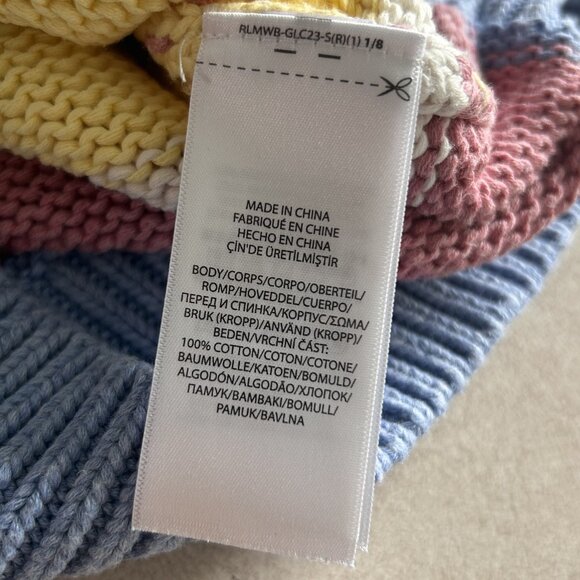 RLMWB-GLC23-S(R)(1) 1/8
MADE IN CHINA
FABRIQUÉ EN CHINE
HECHO EN CHINA
ÇİN'DE ÜRETİLMİŞTİR
BODY/CORPS/CORPO/OBERTEIL/
ROMP/HOVEDDEL/CUERPO/
ПЕРЕД И СПИНКА/КОРПУС/ΣΩΜΑ/
BRUK (KROPP)/ANVÄND (KROPP)/
BEDEN/VRCHNÍ ČÁST:
100% COTTON/COTON/COTONE/
BAUMWOLLE/KATOEN/BOMULD/
ALGODÓN/ALGODÃO/ХЛОПОК/
ПАМУК/ΒΑΜΒΑΚΙ/BOMULL/
PAMUK/BAVLNA